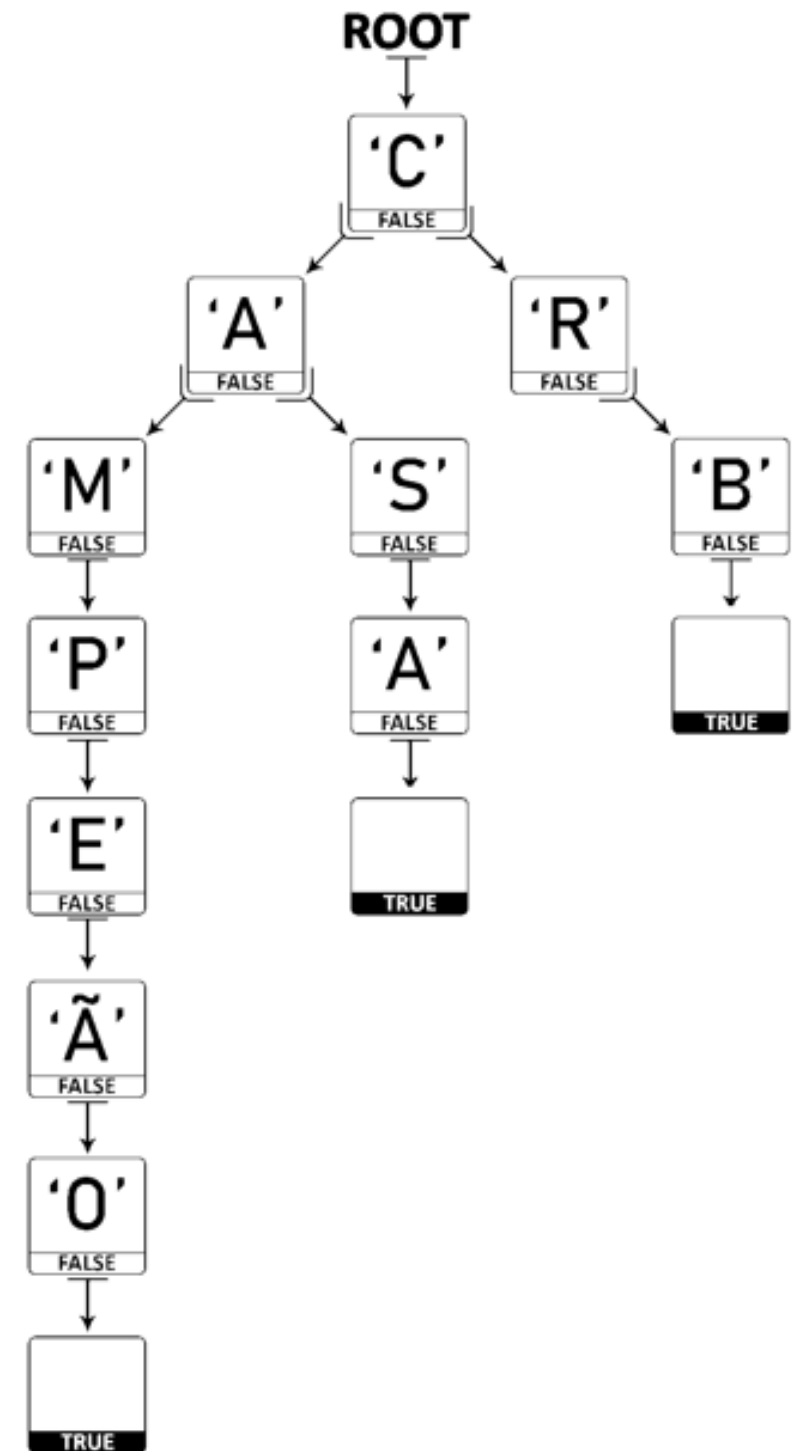 ROOT
‘C’
FALSE
‘A’ ‘R’
FALSE FALSE
‘M’ ‘S’ ‘B’
FALSE FALSE FALSE
‘P’ ‘A’
FALSE FALSE TRUE
‘E’
FALSE TRUE
‘Ã’
FALSE
‘O’
FALSE
TRUE